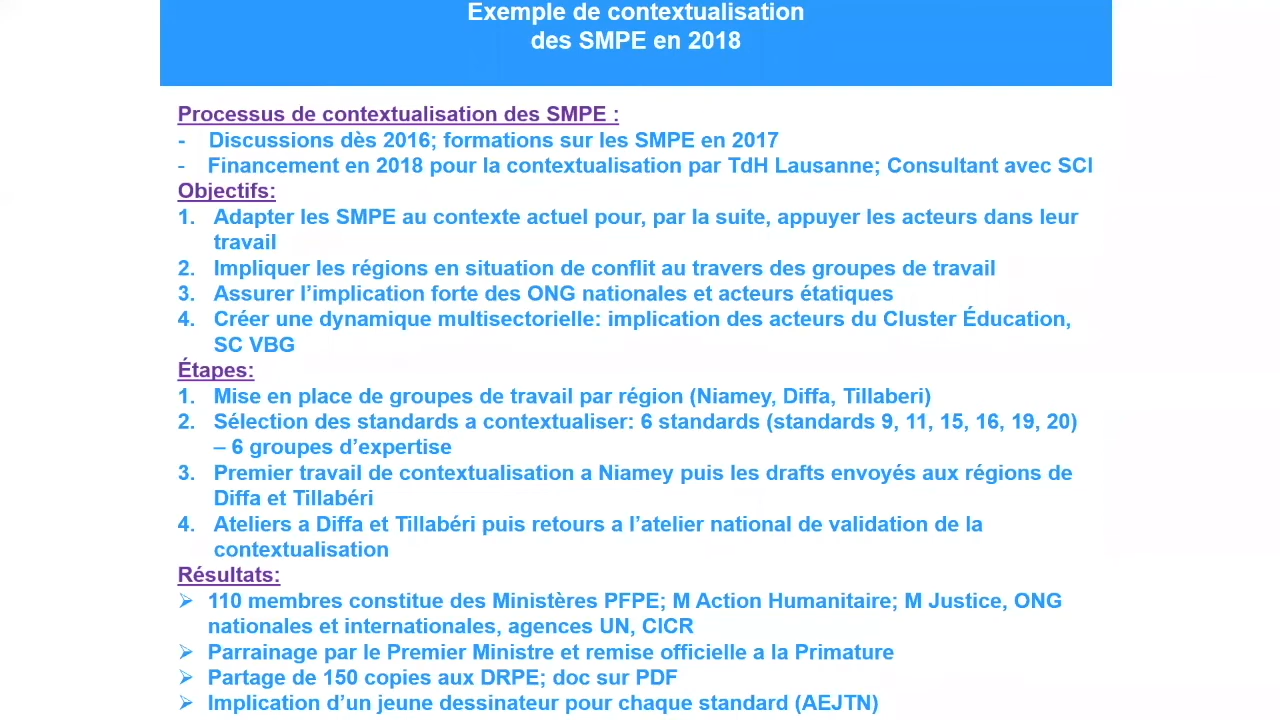 Exemple de contextualisation
des SMPE en 2018
Processus de contextualisation des SMPE :
- Discussions dès 2016; formations sur les SMPE en 2017
- Financement en 2018 pour la contextualisation par TdH Lausanne; Consultant avec SCI
Objectifs:
1. Adapter les SMPE au contexte actuel pour, par la suite, appuyer les acteurs dans leur
travail
2. Impliquer les régions en situation de conflit au travers des groupes de travail
3. Assurer l’implication forte des ONG nationales et acteurs étatiques
4. Créer une dynamique multisectorielle: implication des acteurs du Cluster Éducation,
SC VBG
Étapes:
1. Mise en place de groupes de travail par région (Niamey, Diffa, Tillaberi)
2. Sélection des standards a contextualiser: 6 standards (standards 9, 11, 15, 16, 19, 20)
– 6 groupes d’expertise
3. Premier travail de contextualisation a Niamey puis les drafts envoyés aux régions de
Diffa et Tillabéri
4. Ateliers a Diffa et Tillabéri puis retours a l’atelier national de validation de la
contextualisation
Résultats:
➢ 110 membres constitue des Ministères PFPE; M Action Humanitaire; M Justice, ONG
nationales et internationales, agences UN, CICR
➢ Parrainage par le Premier Ministre et remise officielle a la Primature
➢ Partage de 150 copies aux DRPE; doc sur PDF
➢ Implication d’un jeune dessinateur pour chaque standard (AEJTN)